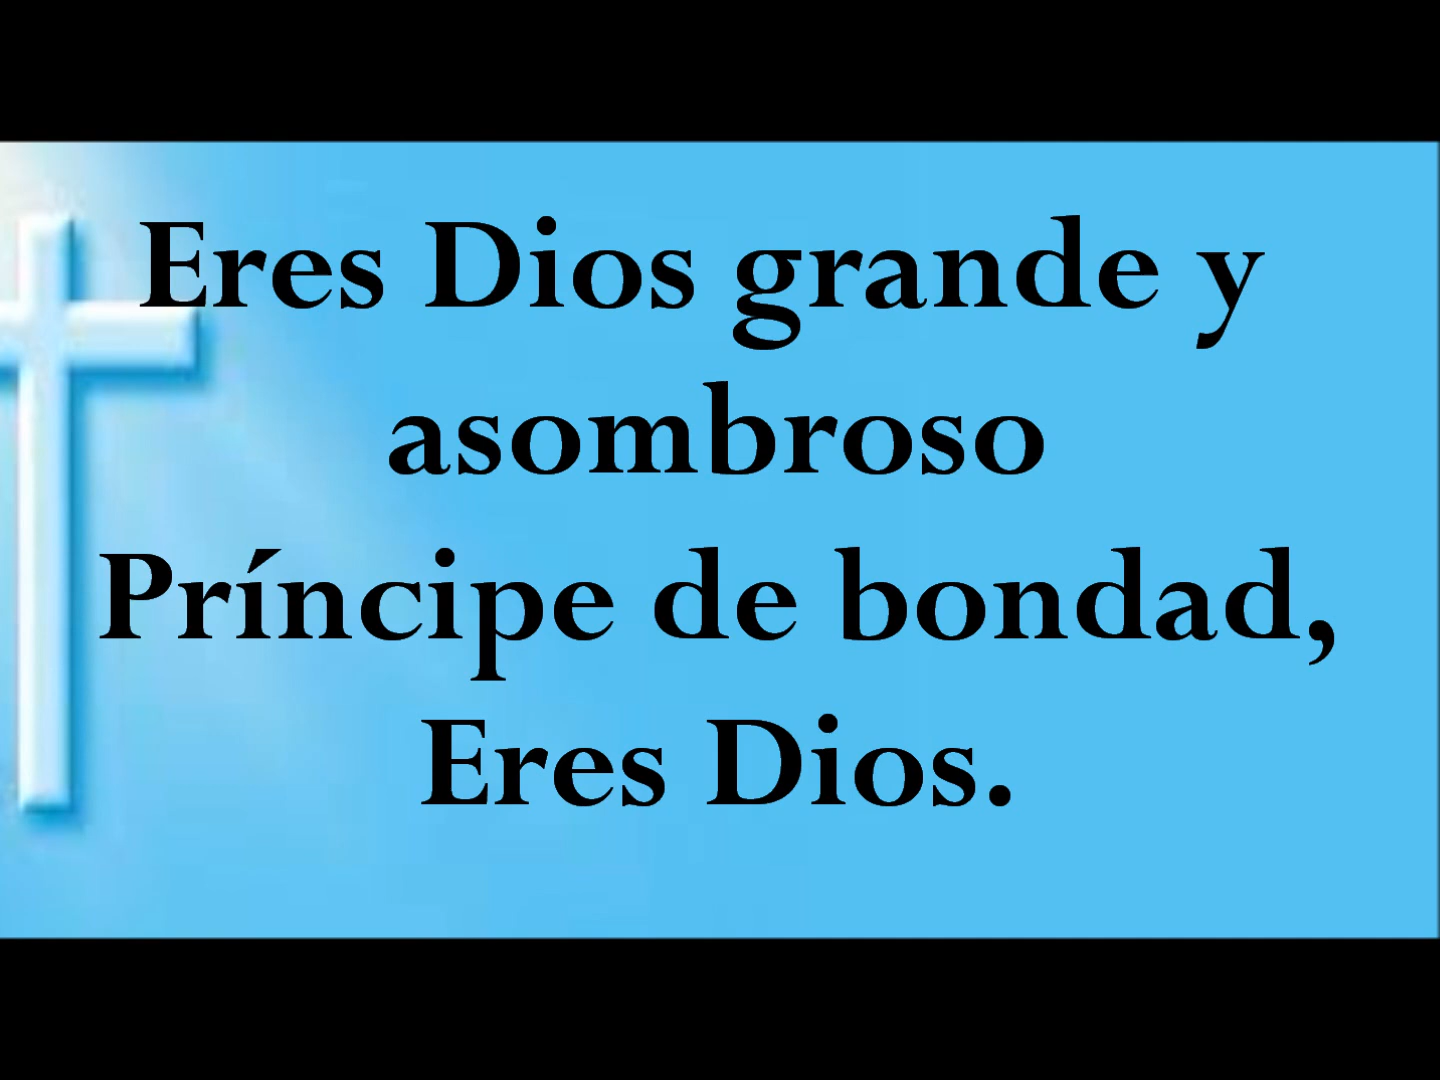 Eres Dios grande y
asombroso
Príncipe de bondad,
Eres Dios.